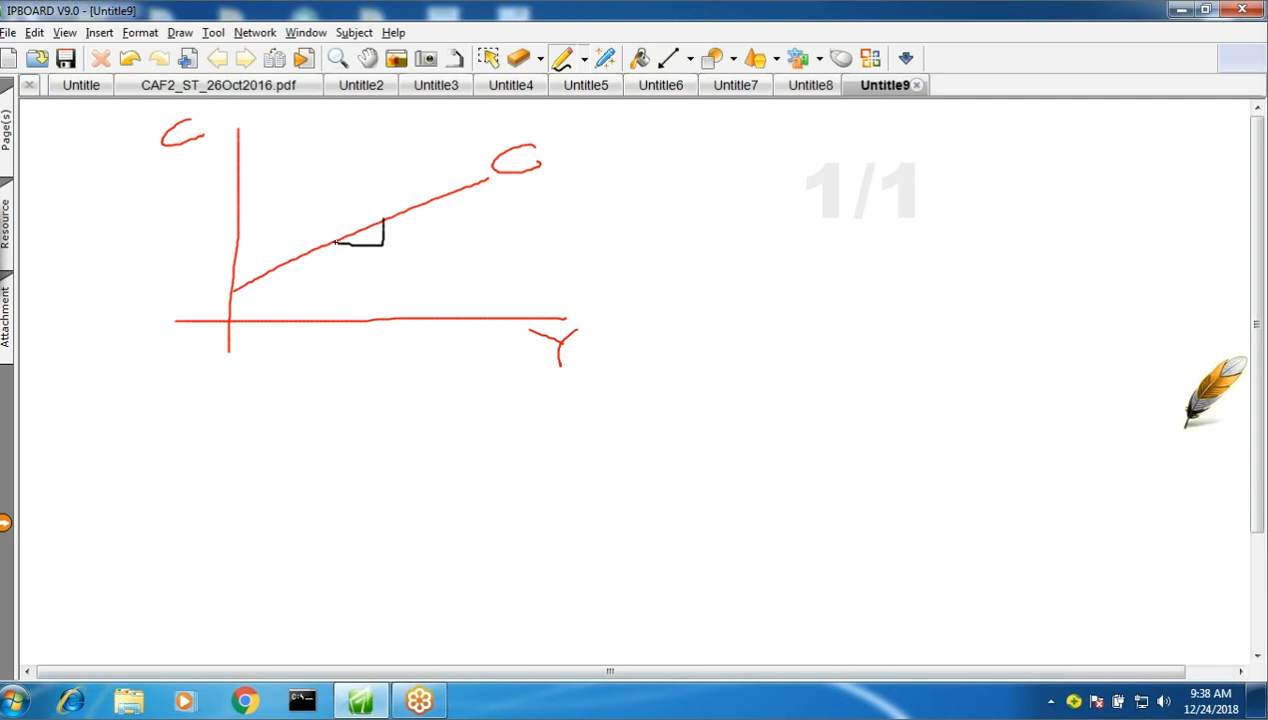 IPBOARD V9.0 - [Untitle9]
File Edit View Insert Format Draw Tool Network Window Subject Help
Untitle CAF2_ST_26Oct2016.pdf Untitle2 Untitle3 Untitle4 Untitle5 Untitle6 Untitle7 Untitle8 Untitle9
Page(s)
Resource
Attachment
C
C
Y
1/1
9:38 AM
12/24/2018